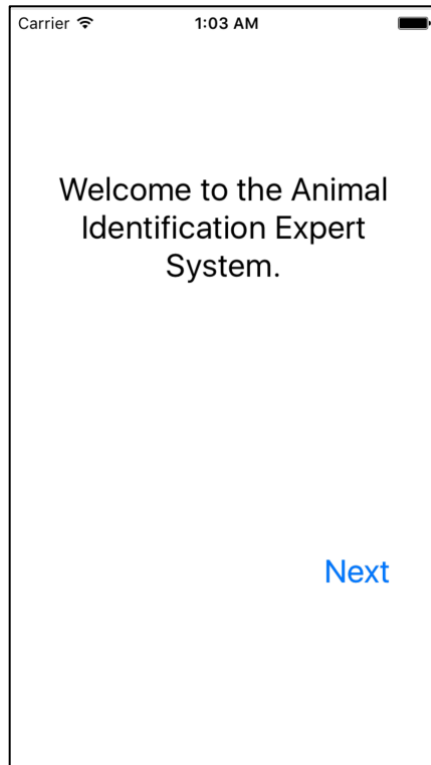 Carrier 1:03 AM
Welcome to the Animal
Identification Expert
System.
Next